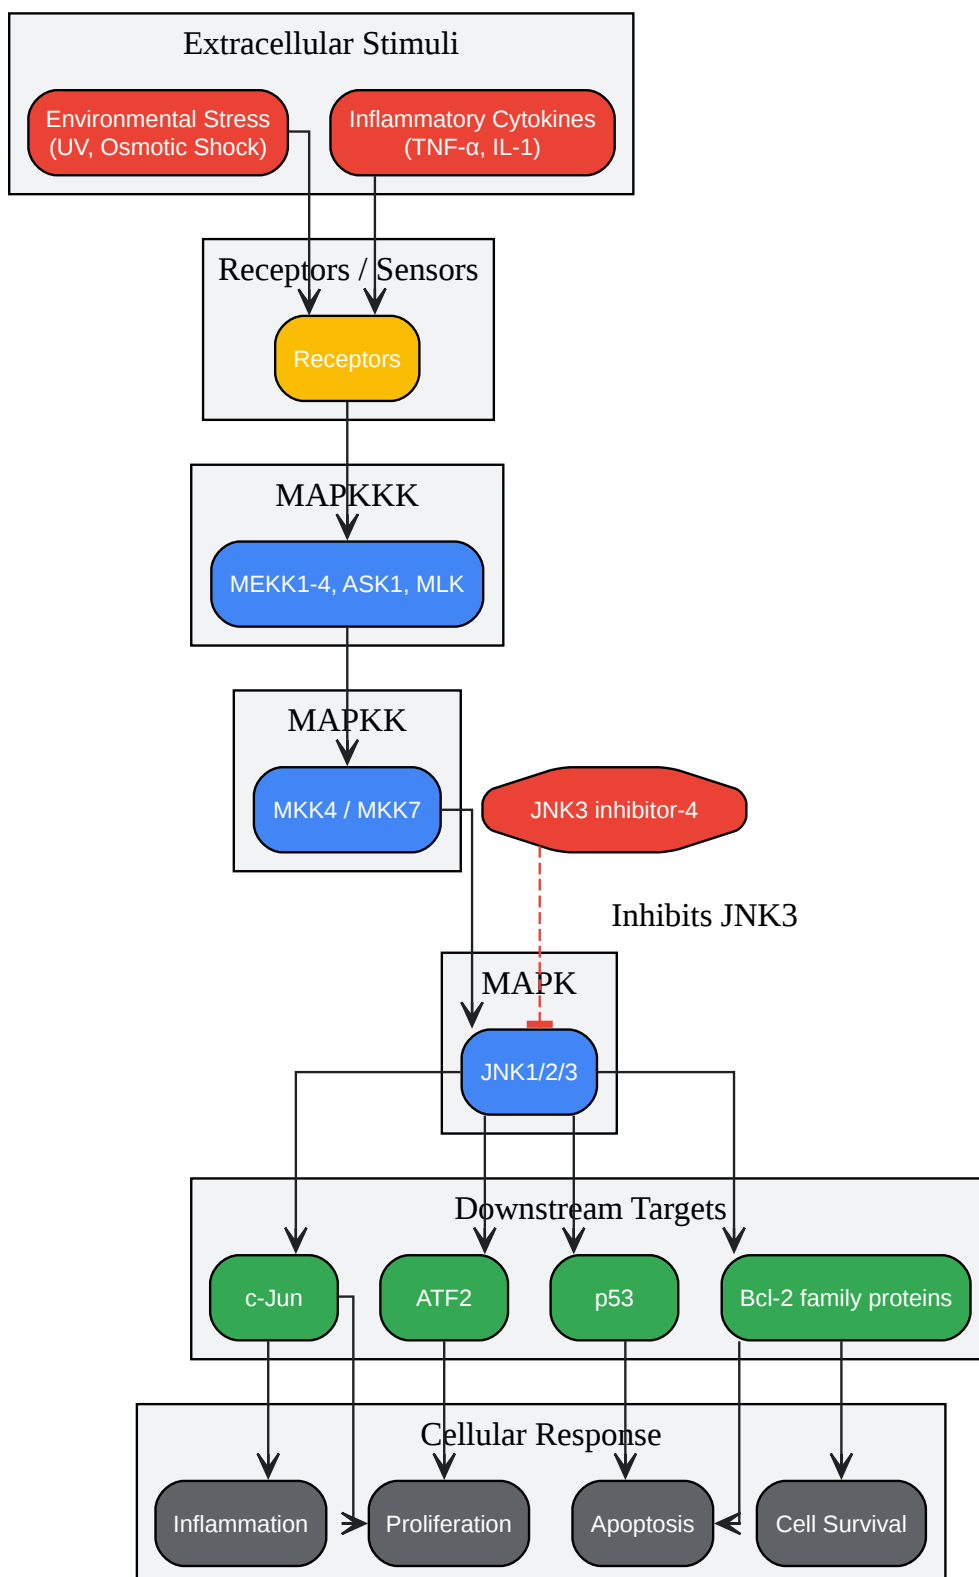 Extracellular Stimuli
Environmental Stress
(UV, Osmotic Shock)
Inflammatory Cytokines
(TNF-α, IL-1)
Receptors / Sensors
Receptors
MAPKKK
MEKK1-4, ASK1, MLK
MAPKK
MKK4 / MKK7
JNK3 inhibitor-4
Inhibits JNK3
MAPK
JNK1/2/3
Downstream Targets
c-Jun
ATF2
p53
Bcl-2 family proteins
Cellular Response
Inflammation
Proliferation
Apoptosis
Cell Survival